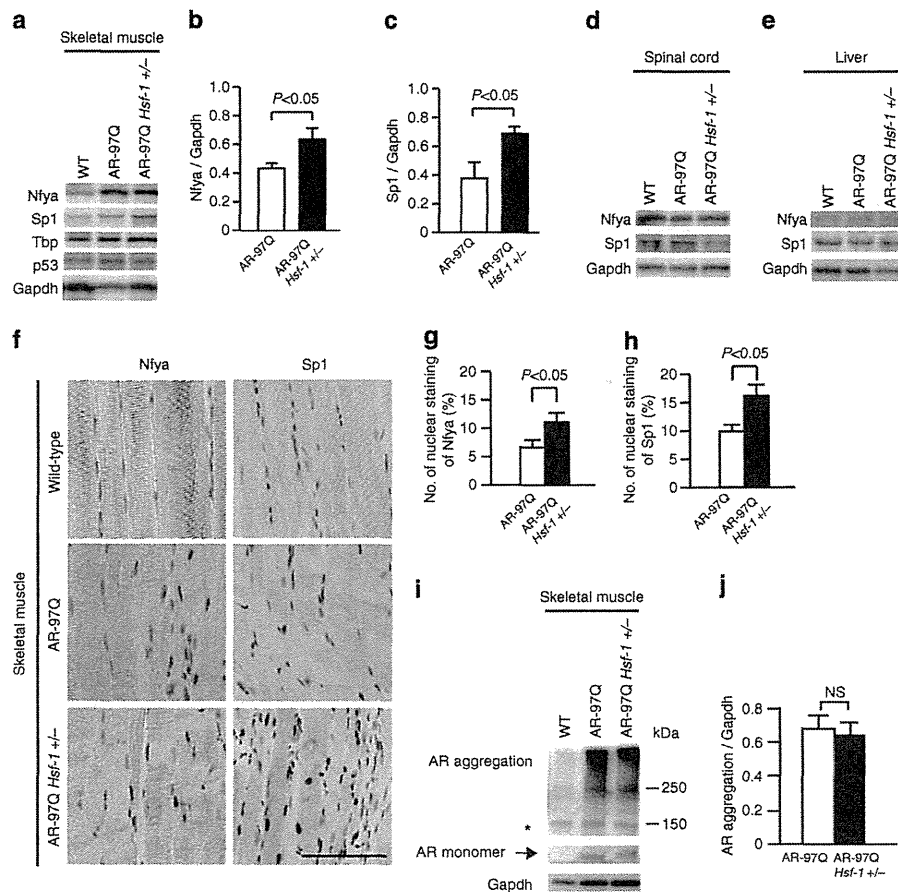 a
Skeletal muscle
WT
AR-97Q
AR-97Q Hsf-1 +/–
Nfya
Sp1
Tbp
p53
Gapdh
b
P<0.05
Nfya / Gapdh
1.0
0.8
0.6
0.4
0.2
0
AR-97Q
AR-97Q
Hsf-1 +/–
c
P<0.05
Sp1 / Gapdh
1.0
0.8
0.6
0.4
0.2
0
AR-97Q
AR-97Q
Hsf-1 +/–
d
Spinal cord
WT
AR-97Q
AR-97Q Hsf-1 +/–
Nfya
Sp1
Gapdh
e
Liver
WT
AR-97Q
AR-97Q Hsf-1 +/–
Nfya
Sp1
Gapdh
f
Nfya
Sp1
Skeletal muscle
Wild-type
AR-97Q
AR-97Q Hsf-1 +/–
g
P<0.05
No. of nuclear staining
of Nfya (%)
20
15
10
5
0
AR-97Q
AR-97Q
Hsf-1 +/–
h
P<0.05
No. of nuclear staining
of Sp1 (%)
20
15
10
5
0
AR-97Q
AR-97Q
Hsf-1 +/–
i
Skeletal muscle
WT
AR-97Q
AR-97Q Hsf-1 +/–
kDa
AR aggregation
250
150
*
AR monomer
Gapdh
j
NS
AR aggregation / Gapdh
0.8
0.6
0.4
0.2
0
AR-97Q
AR-97Q
Hsf-1 +/–